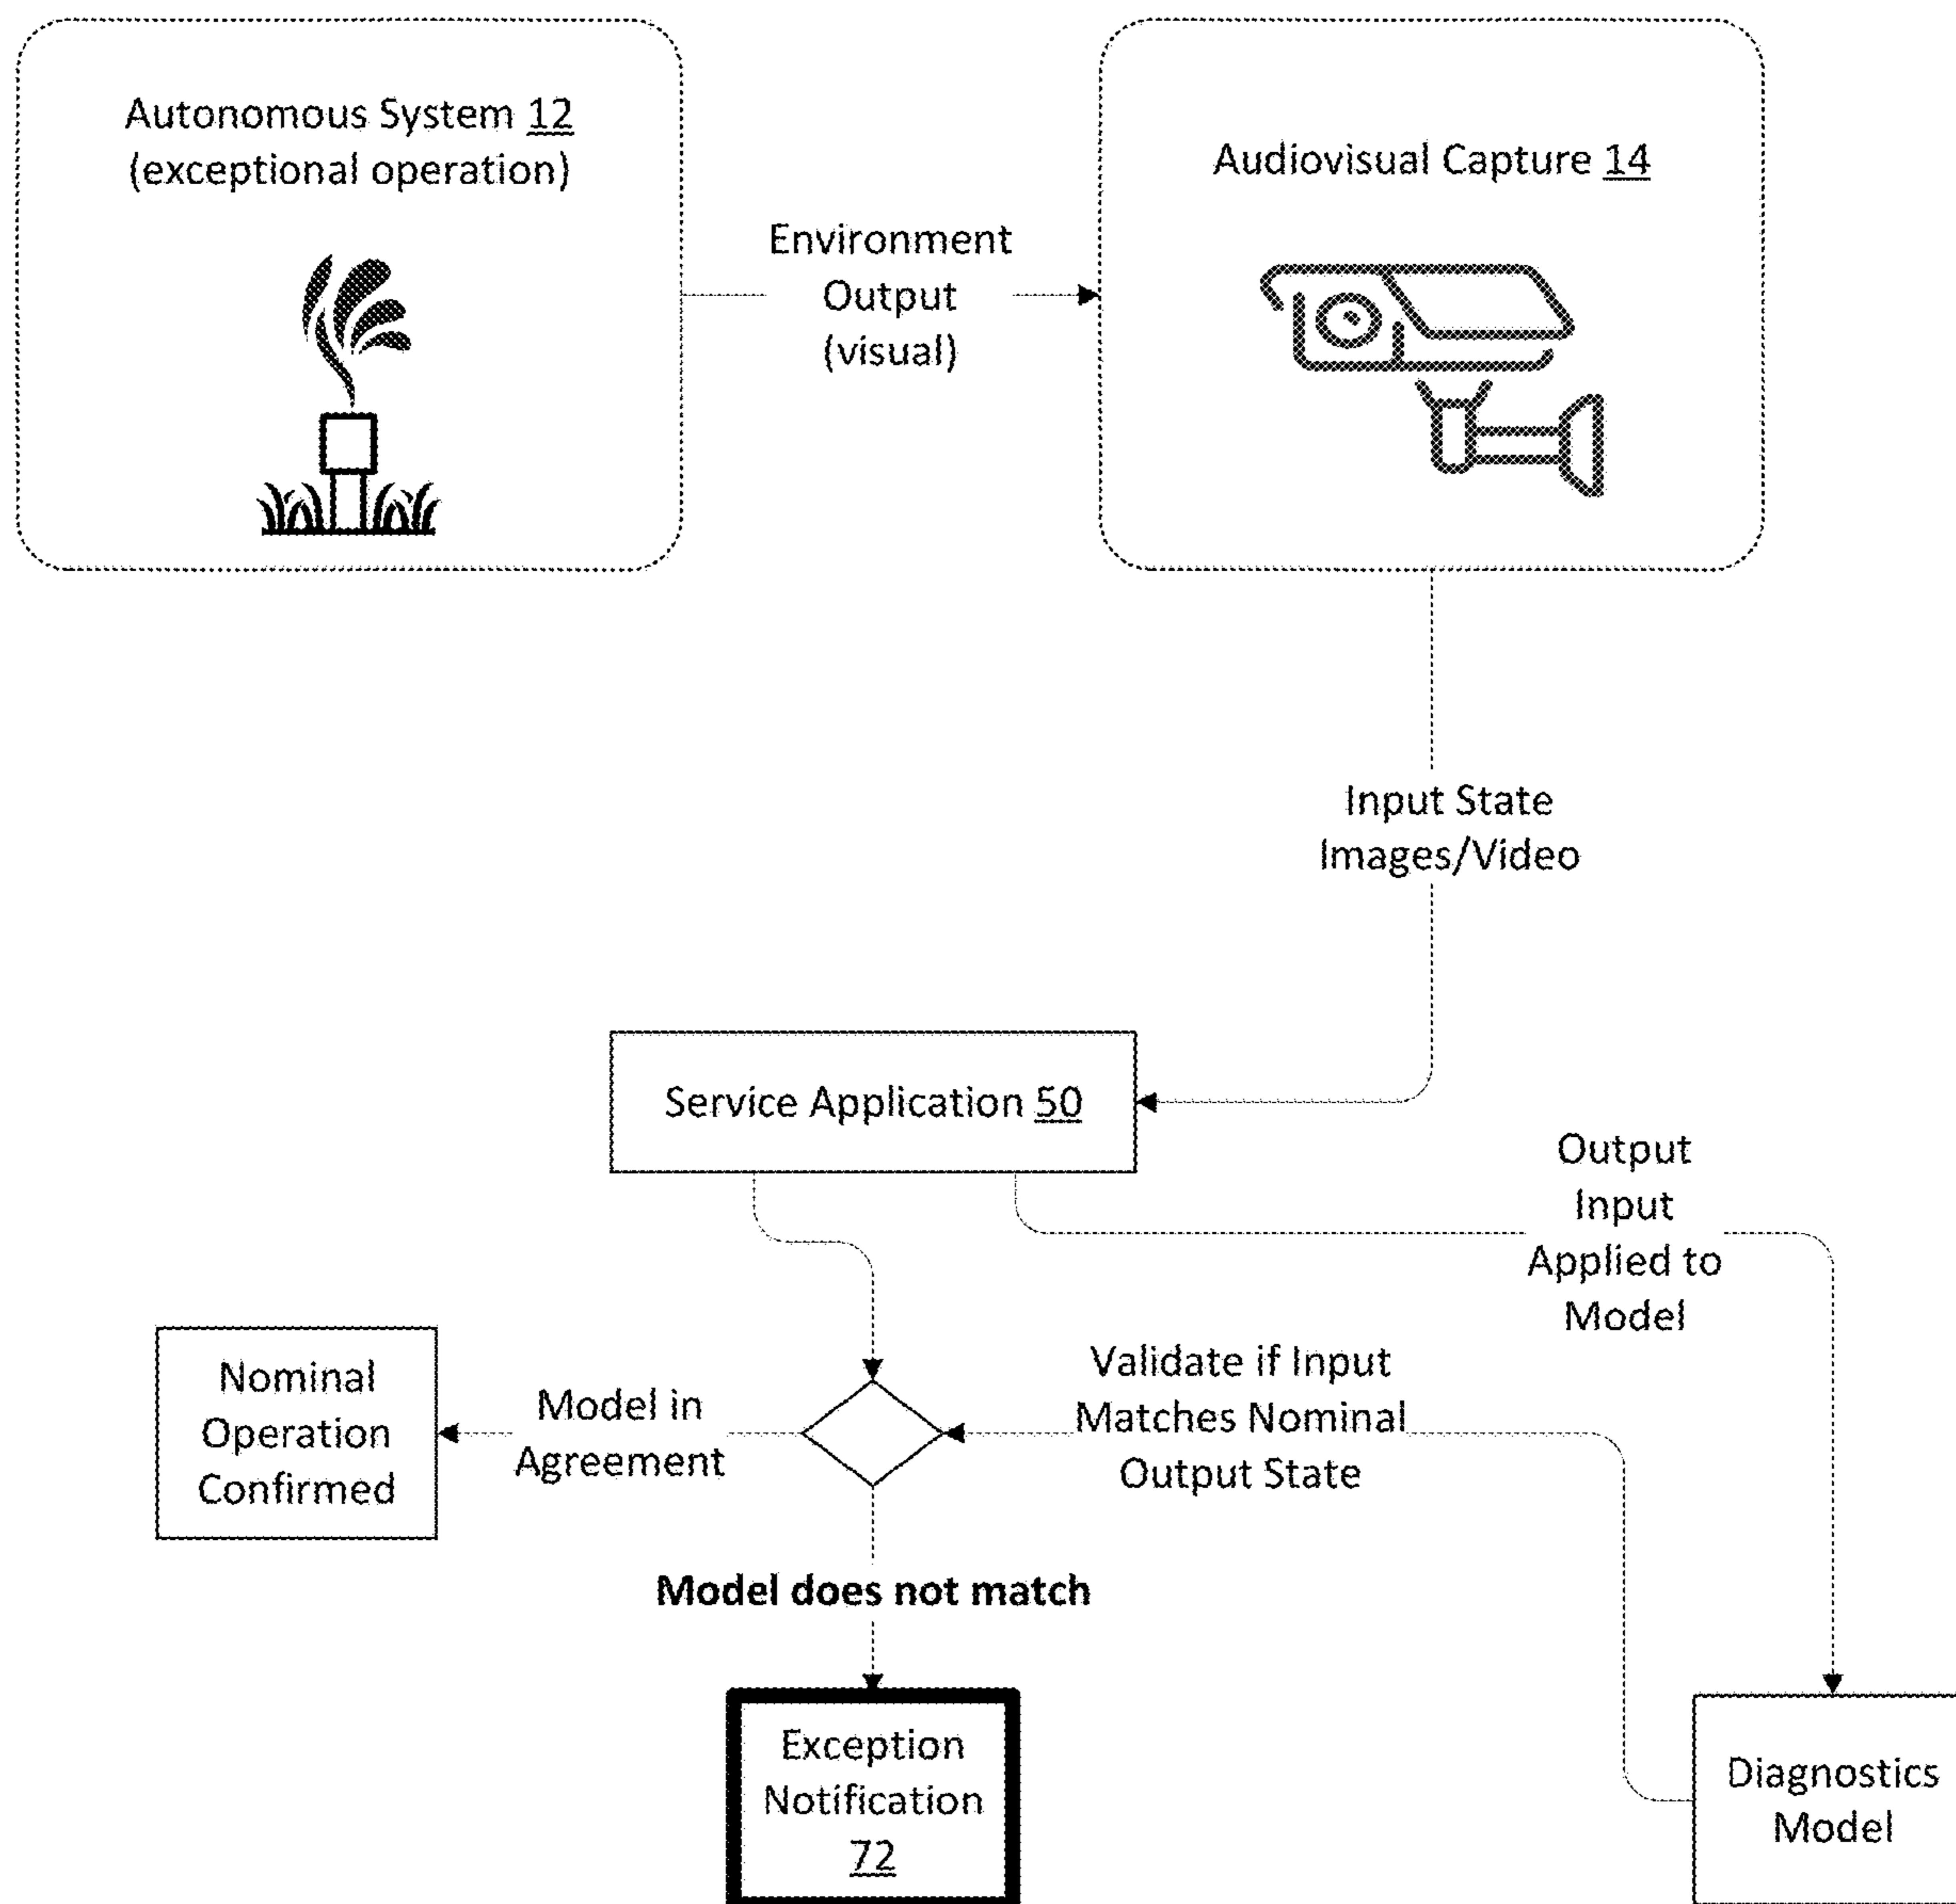 Autonomous System 12
(exceptional operation)
Audiovisual Capture 14
Environment
Output
(visual)
Input State
Images/Video
Service Application 50
Output
Input
Applied to
Model
Validate if Input
Matches Nominal
Output State
Model in
Agreement
Nominal
Operation
Confirmed
Model does not match
Exception
Notification
72
Diagnostics
Model